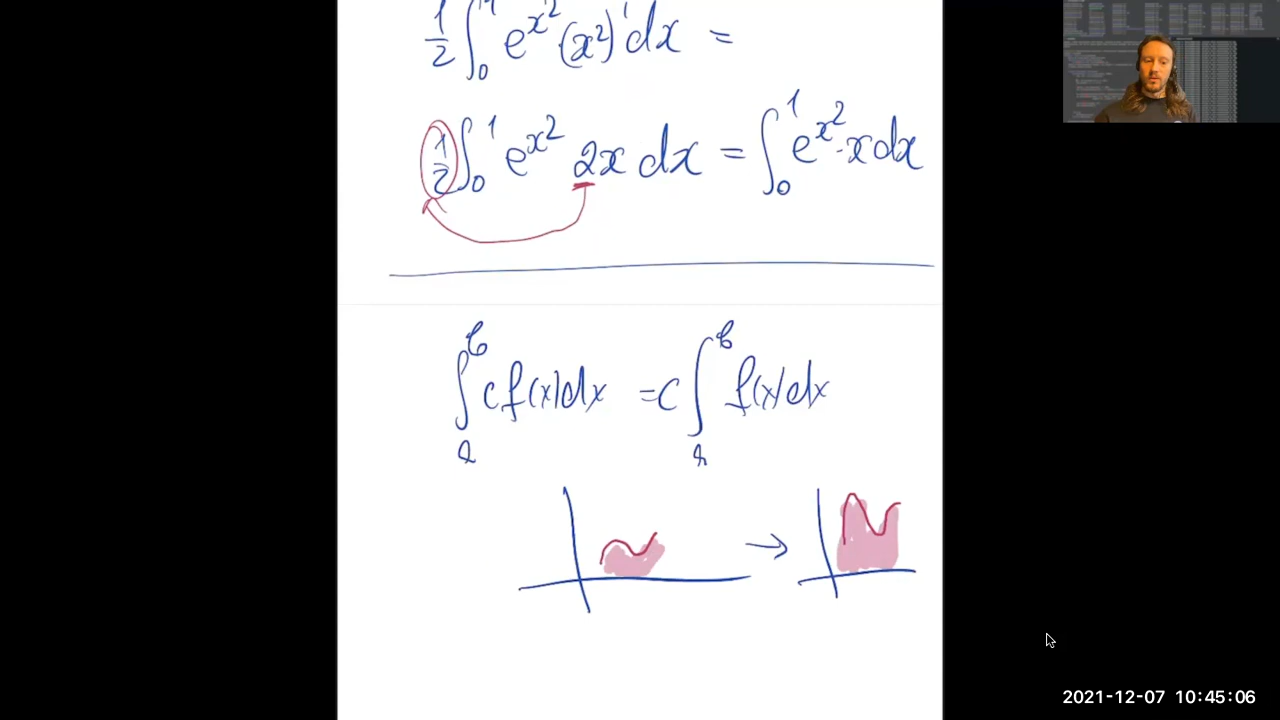 ½∫₀¹ e^{x²} (x²)' dx =
½∫₀¹ e^{x²} 2x dx = ∫₀¹ e^{x²}·x dx
∫ₐᵇ c f(x)dx = c ∫ₐᵇ f(x)dx
→
2021-12-07 10:45:06